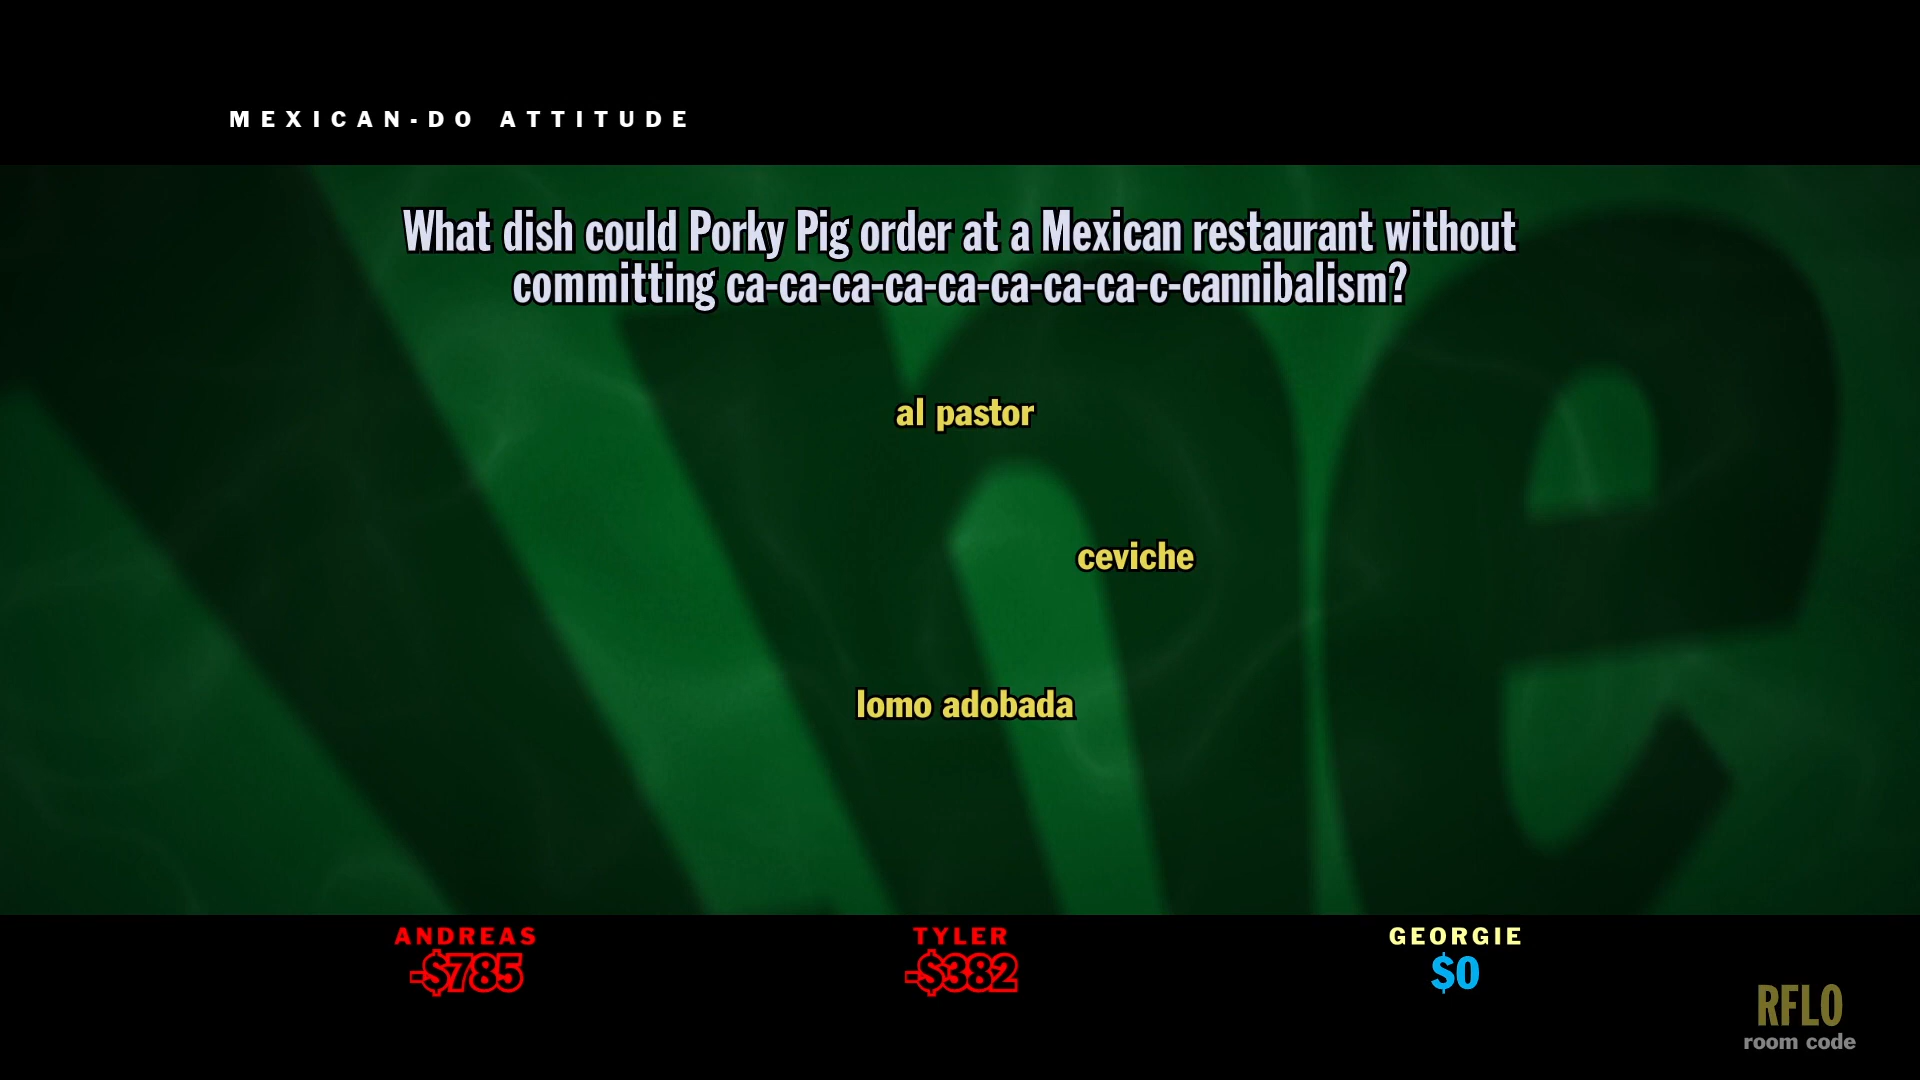 MEXICAN-DO ATTITUDE
What dish could Porky Pig order at a Mexican restaurant without
committing ca-ca-ca-ca-ca-ca-ca-ca-c-cannibalism?
al pastor
ceviche
lomo adobada
ANDREAS
-$785
TYLER
-$382
GEORGIE
$0
RFLO
room code